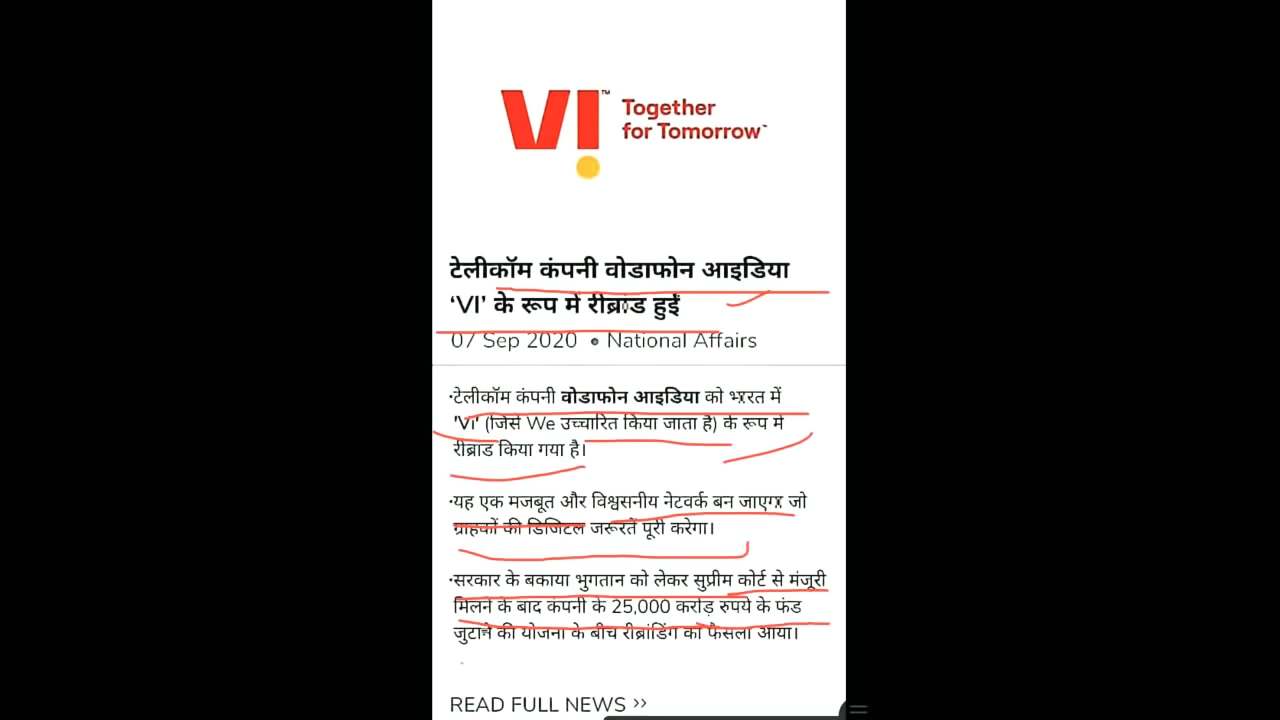 VI™ Together
for Tomorrow™
टेलीकॉम कंपनी वोडाफोन आइडिया
‘VI’ के रूप में रीब्रांड हुईं
07 Sep 2020 • National Affairs
·टेलीकॉम कंपनी वोडाफोन आइडिया को भारत में
'Vi' (जिसे We उच्चारित किया जाता है) के रूप में
रीब्रांड किया गया है।
·यह एक मजबूत और विश्वसनीय नेटवर्क बन जाएगा जो
ग्राहकों की डिजिटल जरूरतें पूरी करेगा।
·सरकार के बकाया भुगतान को लेकर सुप्रीम कोर्ट से मंजूरी
मिलने के बाद कंपनी के 25,000 करोड़ रुपये के फंड
जुटाने की योजना के बीच रीब्रांडिंग का फैसला आया।
READ FULL NEWS >>